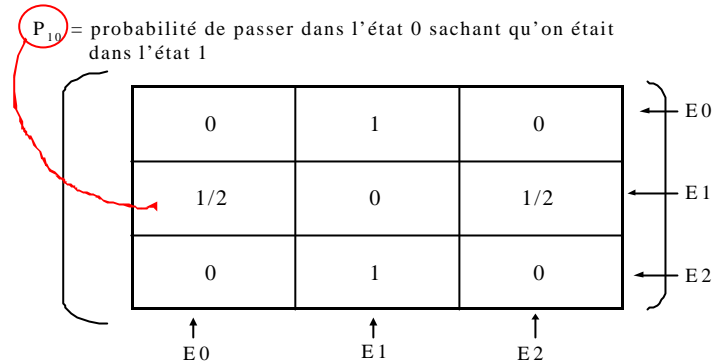 P₁₀ = probabilité de passer dans l'état 0 sachant qu'on était
dans l'état 1
0 1 0 E0
1/2 0 1/2 E1
0 1 0 E2
E0 E1 E2